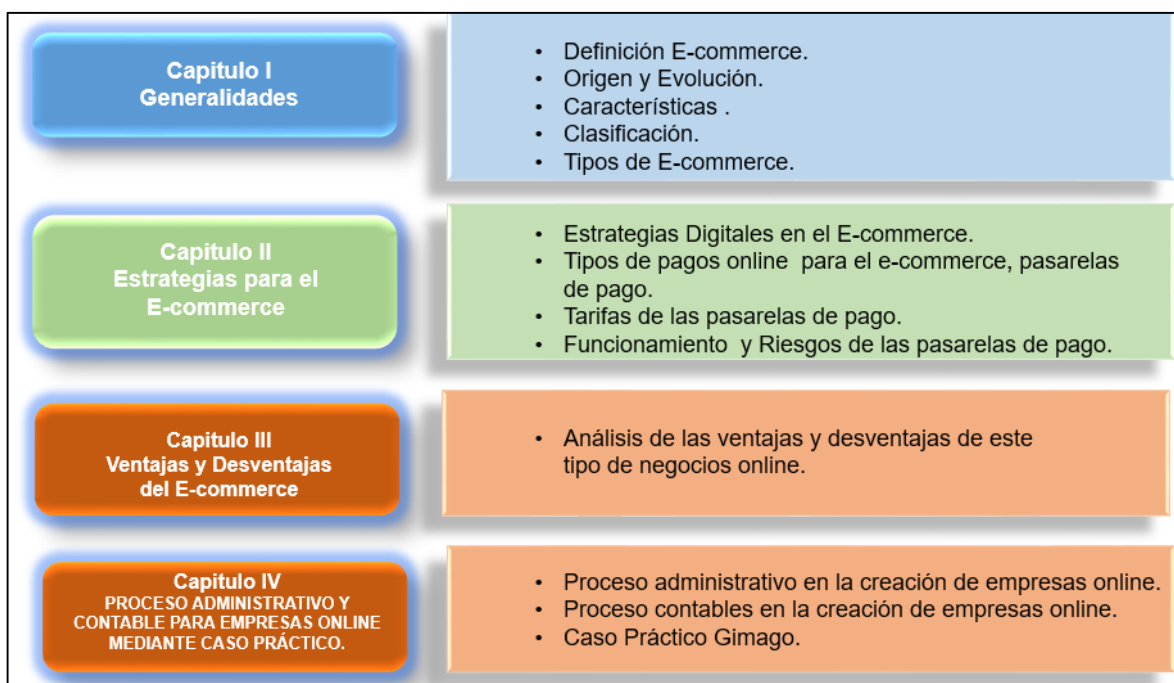 Capitulo I
Generalidades
• Definición E-commerce.
• Origen y Evolución.
• Características .
• Clasificación.
• Tipos de E-commerce.
Capitulo II
Estrategias para el
E-commerce
• Estrategias Digitales en el E-commerce.
• Tipos de pagos online para el e-commerce, pasarelas
de pago.
• Tarifas de las pasarelas de pago.
• Funcionamiento y Riesgos de las pasarelas de pago.
Capitulo III
Ventajas y Desventajas
del E-commerce
• Análisis de las ventajas y desventajas de este
tipo de negocios online.
Capitulo IV
PROCESO ADMINISTRATIVO Y
CONTABLE PARA EMPRESAS ONLINE
MEDIANTE CASO PRÁCTICO.
• Proceso administrativo en la creación de empresas online.
• Proceso contables en la creación de empresas online.
• Caso Práctico Gimago.